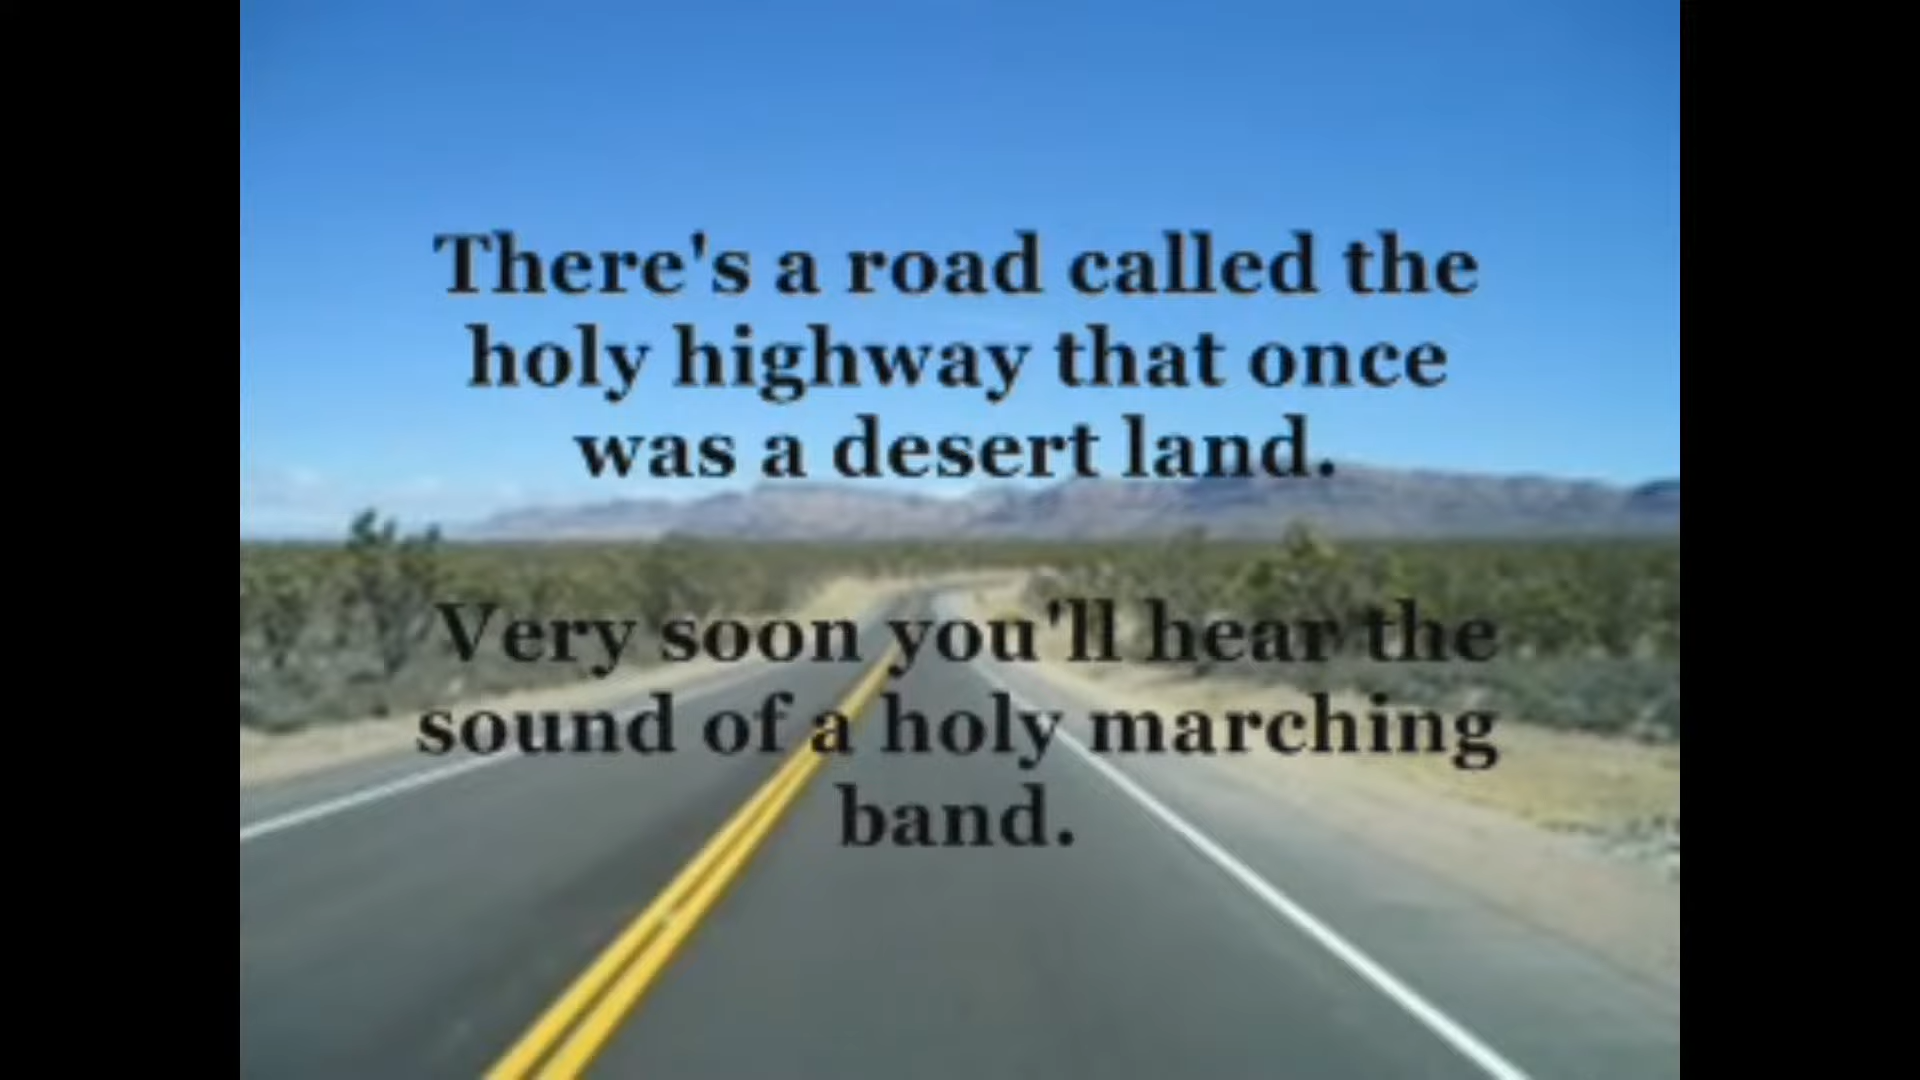 There's a road called the
holy highway that once
was a desert land.
Very soon you'll hear the
sound of a holy marching
band.